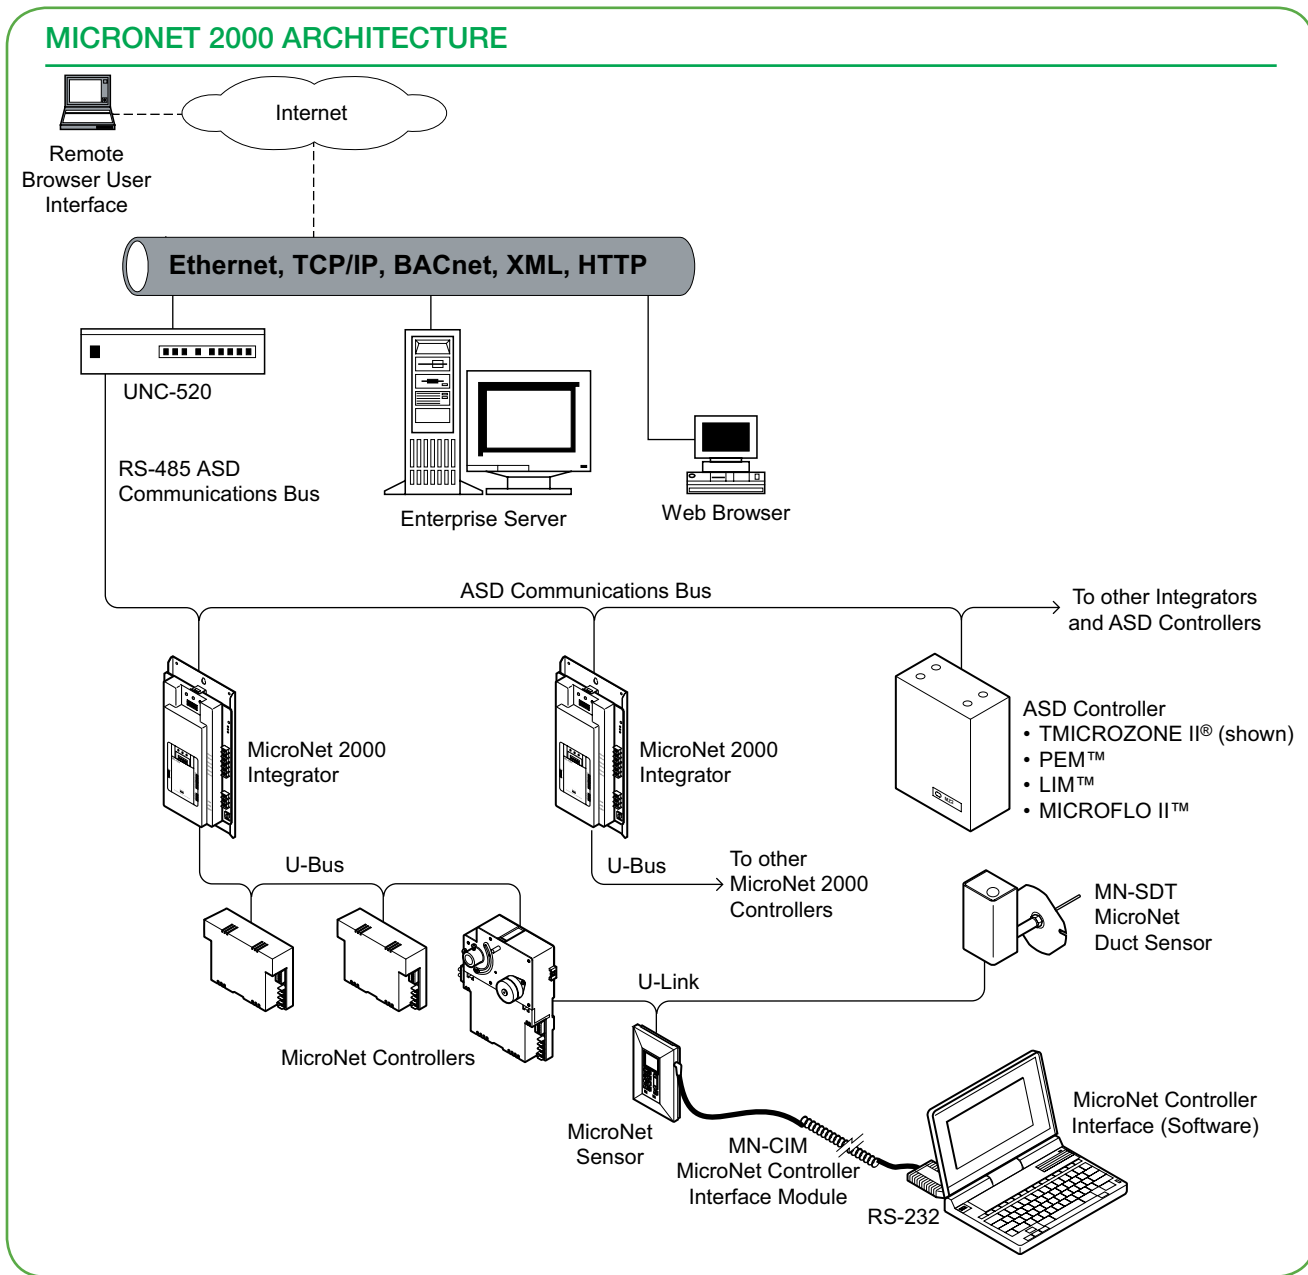 MICRONET 2000 ARCHITECTURE
Internet
Remote
Browser User
Interface
Ethernet, TCP/IP, BACnet, XML, HTTP
UNC-520
RS-485 ASD
Communications Bus
Enterprise Server
Web Browser
ASD Communications Bus
To other Integrators
and ASD Controllers
MicroNet 2000
Integrator
MicroNet 2000
Integrator
ASD Controller
• TMICROZONE II® (shown)
• PEM™
• LIM™
• MICROFLO II™
U-Bus
U-Bus
To other
MicroNet 2000
Controllers
MN-SDT
MicroNet
Duct Sensor
U-Link
MicroNet Controllers
MicroNet
Sensor
MN-CIM
MicroNet Controller
Interface Module
MicroNet Controller
Interface (Software)
RS-232